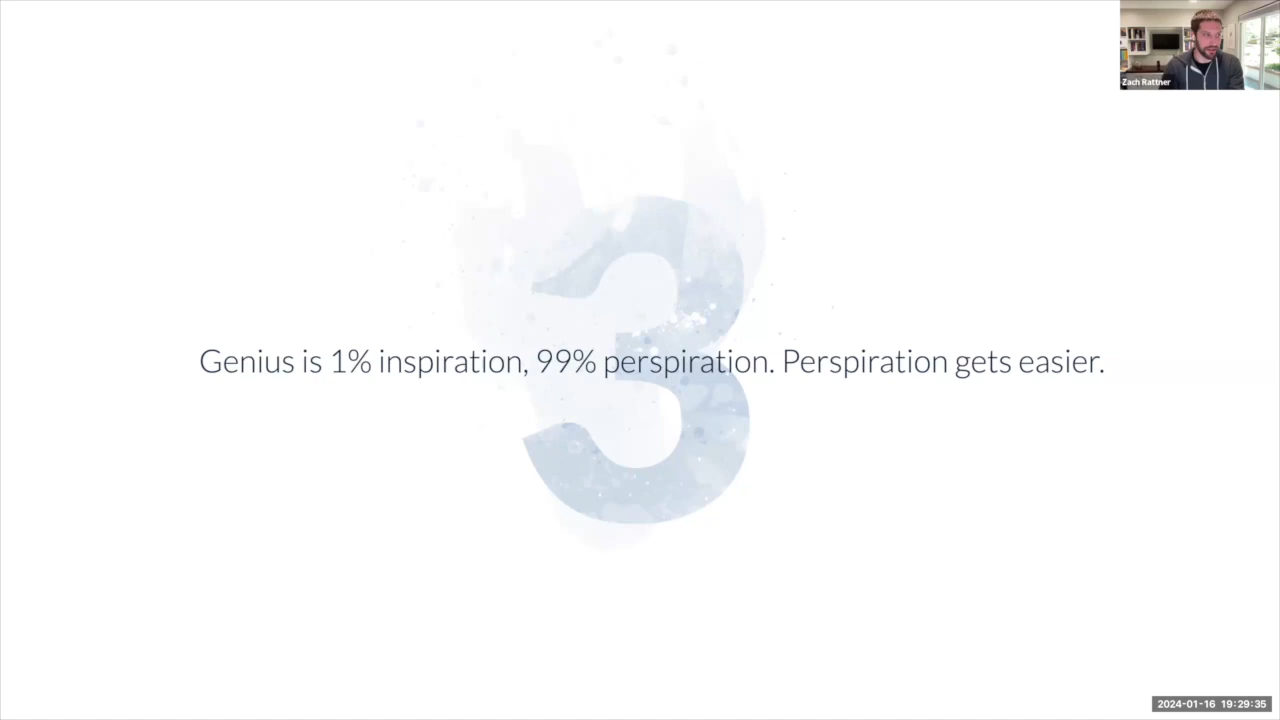 Zach Rattner
3
Genius is 1% inspiration, 99% perspiration. Perspiration gets easier.
2024-01-16 19:29:35